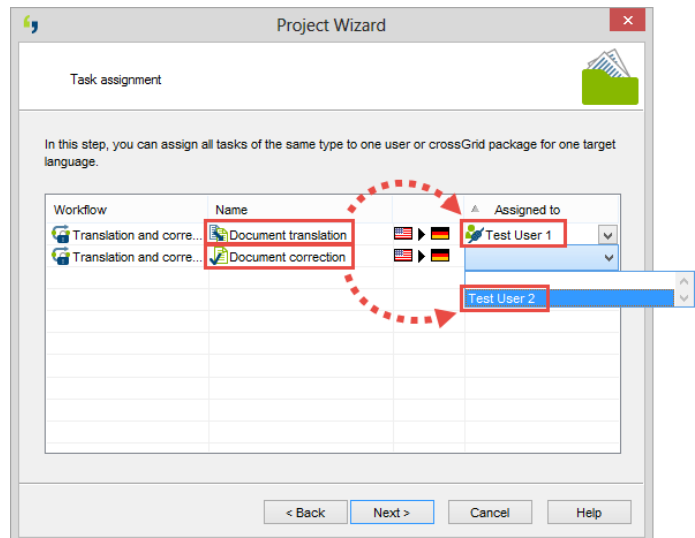 Project Wizard
Task assignment
In this step, you can assign all tasks of the same type to one user or crossGrid package for one target
language.
Workflow Name Assigned to
Translation and corre... Document translation Test User 1
Translation and corre... Document correction
Test User 2
< Back Next > Cancel Help